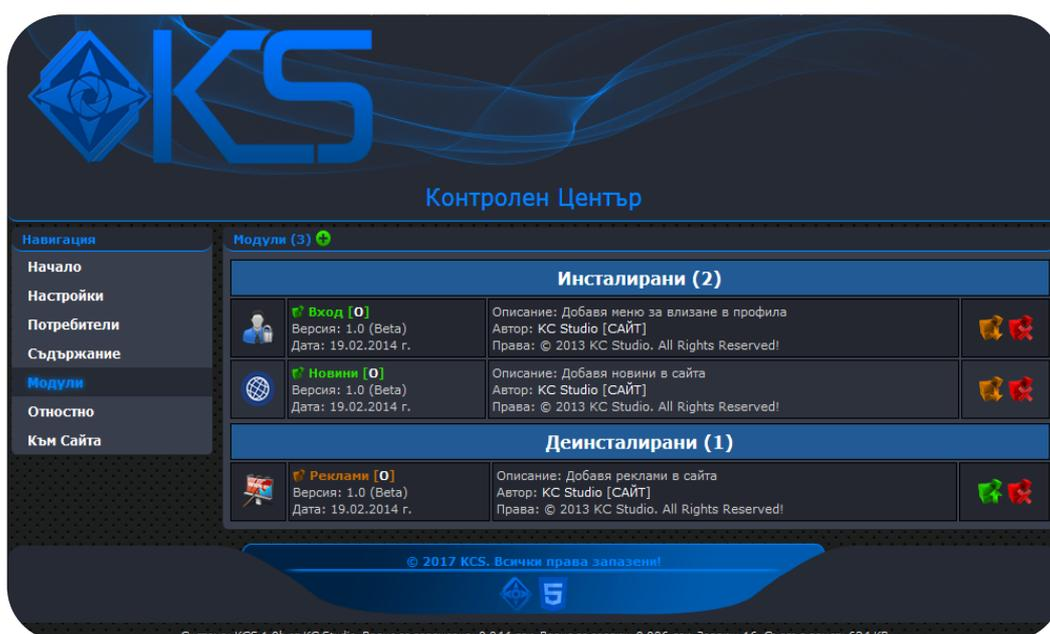 KS
Контролен Център
Навигация
Начало
Настройки
Потребители
Съдържание
Модули
Отностно
Към Сайта
Модули (3)
Инсталирани (2)
Вход [O]
Версия: 1.0 (Beta)
Дата: 19.02.2014 г.
Описание: Добавя меню за влизане в профила
Автор: KC Studio [САЙТ]
Права: © 2013 KC Studio. All Rights Reserved!
Новини [O]
Версия: 1.0 (Beta)
Дата: 19.02.2014 г.
Описание: Добавя новини в сайта
Автор: KC Studio [САЙТ]
Права: © 2013 KC Studio. All Rights Reserved!
Деинсталирани (1)
Реклами [O]
Версия: 1.0 (Beta)
Дата: 19.02.2014 г.
Описание: Добавя реклами в сайта
Автор: KC Studio [САЙТ]
Права: © 2013 KC Studio. All Rights Reserved!
© 2017 KCS. Всички права запазени!
5